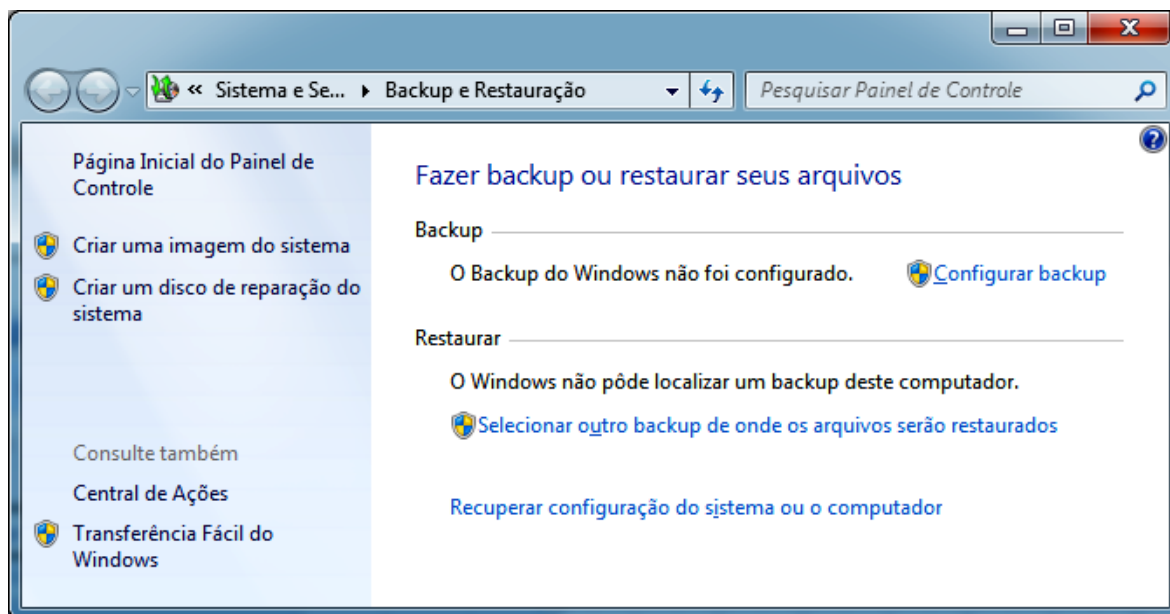 « Sistema e Se... Backup e Restauração
Pesquisar Painel de Controle
Página Inicial do Painel de
Controle
Criar uma imagem do sistema
Criar um disco de reparação do
sistema
Consulte também
Central de Ações
Transferência Fácil do
Windows
Fazer backup ou restaurar seus arquivos
Backup
O Backup do Windows não foi configurado. Configurar backup
Restaurar
O Windows não pôde localizar um backup deste computador.
Selecionar outro backup de onde os arquivos serão restaurados
Recuperar configuração do sistema ou o computador